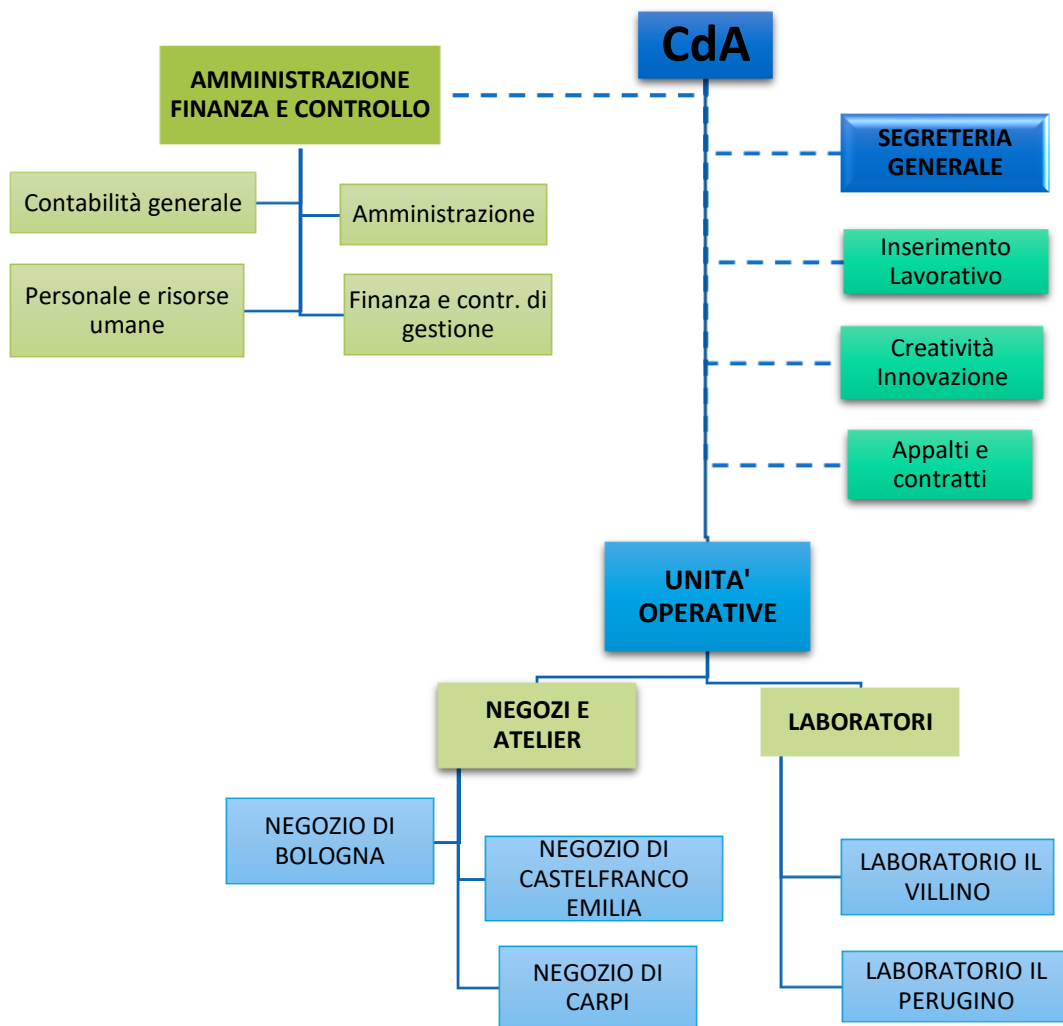 CdA
AMMINISTRAZIONE
FINANZA E CONTROLLO
SEGRETERIA
GENERALE
Contabilità generale
Amministrazione
Inserimento
Lavorativo
Personale e risorse
umane
Finanza e contr. di
gestione
Creatività
Innovazione
Appalti e
contratti
UNITA'
OPERATIVE
NEGOZI E
ATELIER
LABORATORI
NEGOZIO DI
BOLOGNA
NEGOZIO DI
CASTELFRANCO
EMILIA
LABORATORIO IL
VILLINO
NEGOZIO DI
CARPI
LABORATORIO IL
PERUGINO